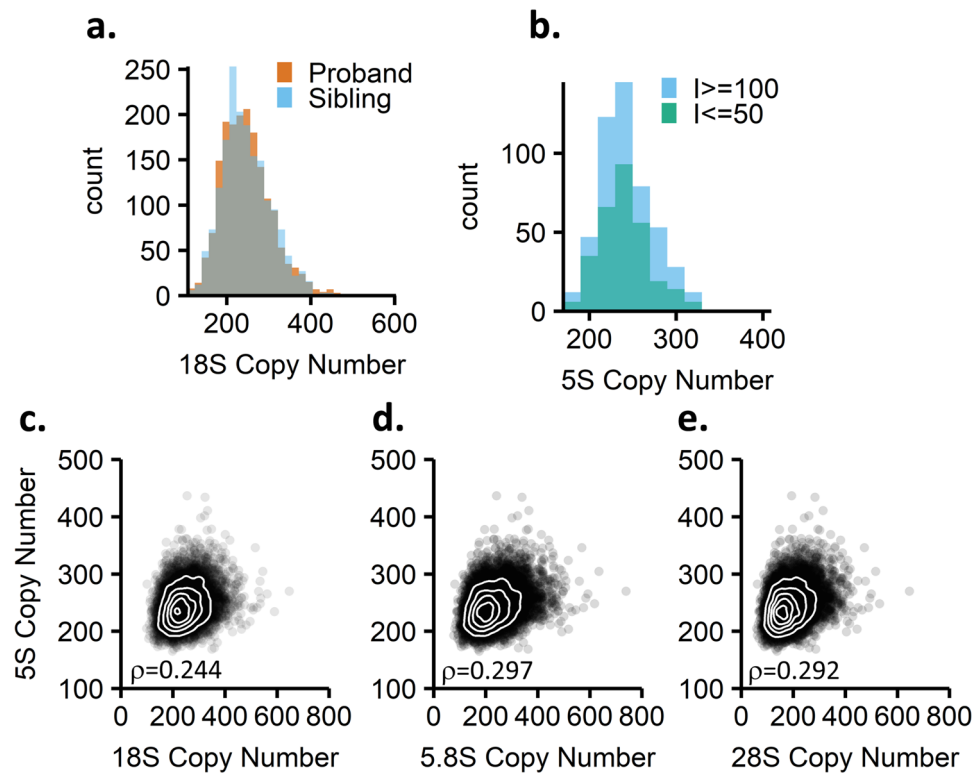 a.
250
200
150
100
50
0
count
Proband
Sibling
200
400
600
18S Copy Number
b.
100
50
0
count
I>=100
I<=50
200
300
400
5S Copy Number
c.
500
400
300
200
100
5S Copy Number
ρ=0.244
0
200
400
600
800
18S Copy Number
d.
500
400
300
200
100
ρ=0.297
0
200
400
600
800
5.8S Copy Number
e.
500
400
300
200
100
ρ=0.292
0
200
400
600
800
28S Copy Number